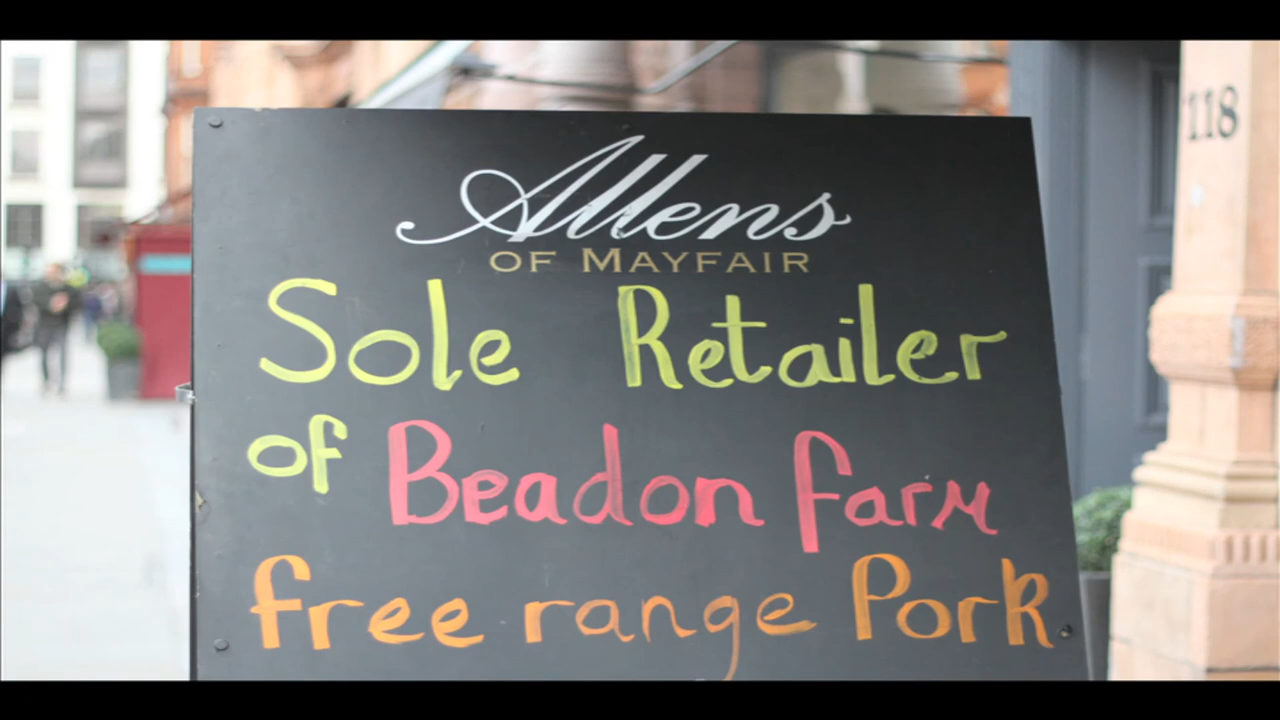 Allens
OF MAYFAIR
Sole Retailer
of Beadon farm
free range Pork
118